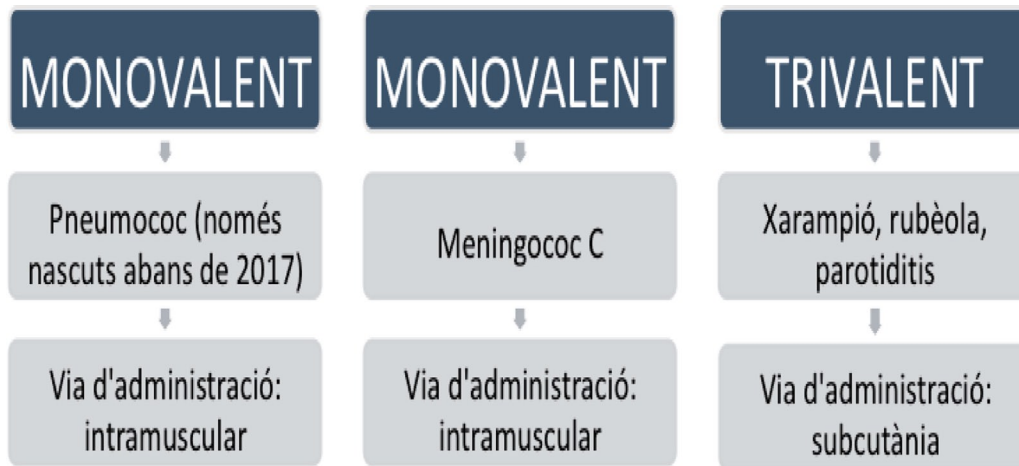 MONOVALENT
Pneumococ (només
nascuts abans de 2017)
Via d'administració:
intramuscular
MONOVALENT
Meningococ C
Via d'administració:
intramuscular
TRIVALENT
Xarampió, rubèola,
parotiditis
Via d'administració:
subcutània